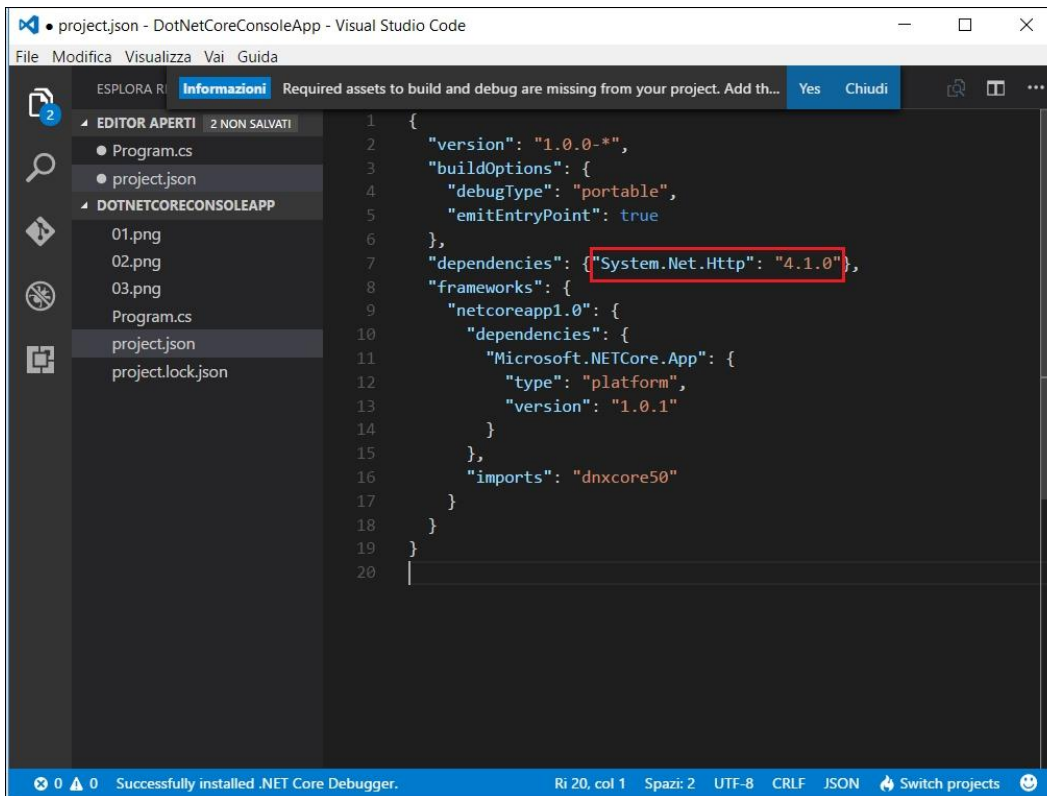 ● project.json - DotNetCoreConsoleApp - Visual Studio Code
File Modifica Visualizza Vai Guida
ESPLORA RI
Informazioni Required assets to build and debug are missing from your project. Add th... Yes Chiudi
2
EDITOR APERTI 2 NON SALVATI
● Program.cs
● project.json
DOTNETCORECONSOLEAPP
01.png
02.png
03.png
Program.cs
project.json
project.lock.json
1 {
2 "version": "1.0.0-*",
3 "buildOptions": {
4 "debugType": "portable",
5 "emitEntryPoint": true
6 },
7 "dependencies": {"System.Net.Http": "4.1.0"},
8 "frameworks": {
9 "netcoreapp1.0": {
10 "dependencies": {
11 "Microsoft.NETCore.App": {
12 "type": "platform",
13 "version": "1.0.1"
14 }
15 },
16 "imports": "dnxcore50"
17 }
18 }
19 }
20
0 0 Successfully installed .NET Core Debugger. Ri 20, col 1 Spazi: 2 UTF-8 CRLF JSON Switch projects